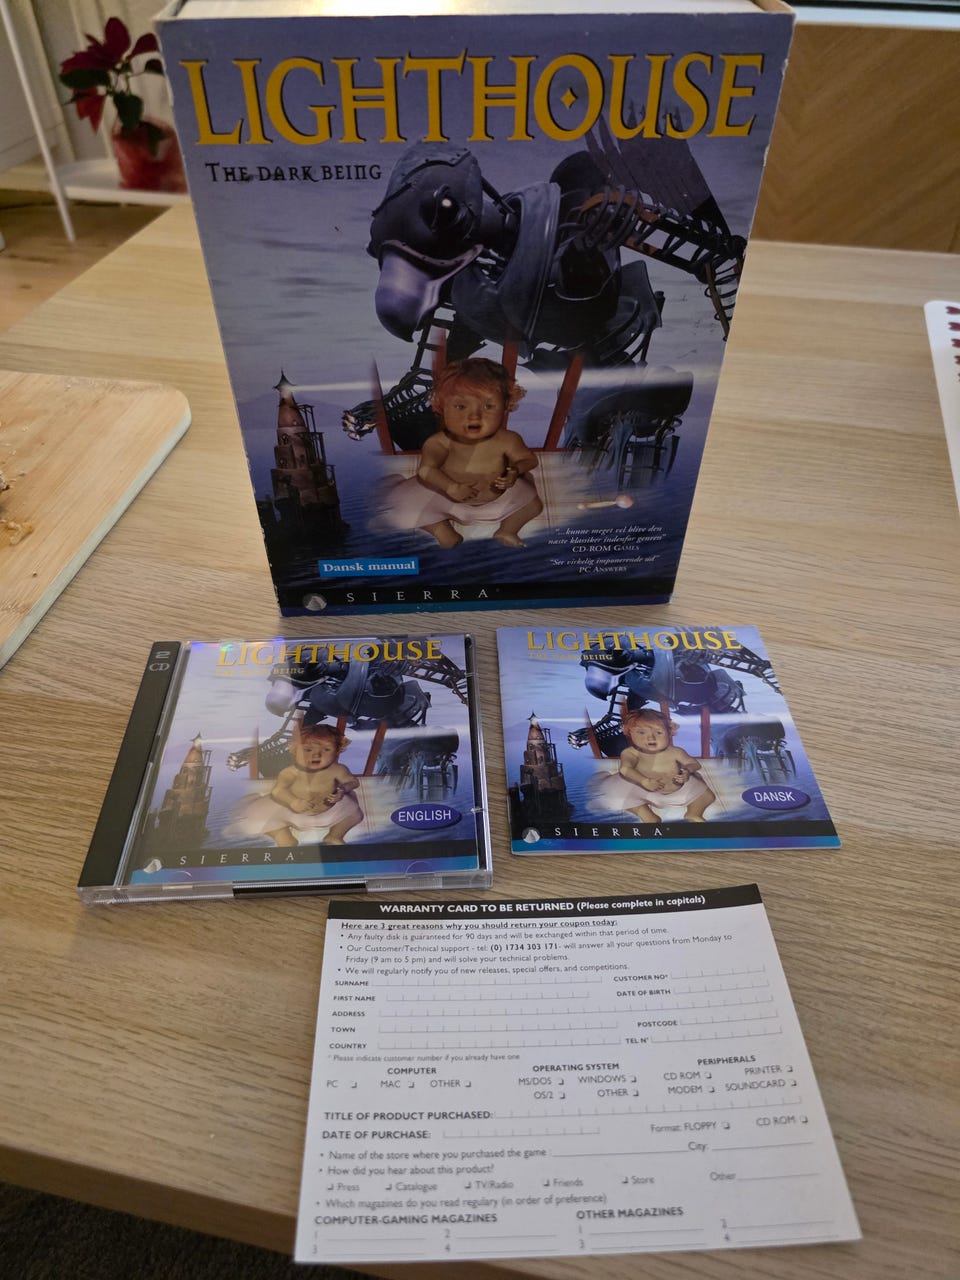 LIGHTHOUSE
THE DARK BEING
"...kunne meget vel blive den
næste klassiker indenfor genren"
CD-ROM GAMES
"Ser virkelig imponerende ud"
PC ANSWERS
Dansk manual
SIERRA
2
CD
LIGHTHOUSE
THE DARK BEING
ENGLISH
SIERRA
LIGHTHOUSE
THE DARK BEING
DANSK
SIERRA
WARRANTY CARD TO BE RETURNED (Please complete in capitals)
Here are 3 great reasons why you should return your coupon today:
• Any faulty disk is guaranteed for 90 days and will be exchanged within that period of time.
• Our Customer/Technical support - tel: (0) 1734 303 171- will answer all your questions from Monday to
Friday (9 am to 5 pm) and will solve your technical problems.
• We will regularly notify you of new releases, special offers, and competitions.
SURNAME CUSTOMER NO*
FIRST NAME DATE OF BIRTH
ADDRESS
TOWN POSTCODE
COUNTRY TEL N°
* Please indicate customer number if you already have one
COMPUTER OPERATING SYSTEM PERIPHERALS
PC MAC OTHER MS/DOS WINDOWS CD ROM PRINTER
OS/2 OTHER MODEM SOUNDCARD
TITLE OF PRODUCT PURCHASED:
DATE OF PURCHASE: Format: FLOPPY CD ROM
• Name of the store where you purchased the game : City:
• How did you hear about this product?
Press Catalogue TV/Radio Friends Store Other
• Which magazines do you read regulary (in order of preference)
COMPUTER-GAMING MAGAZINES OTHER MAGAZINES
1 2 1 2
3 4 3 4